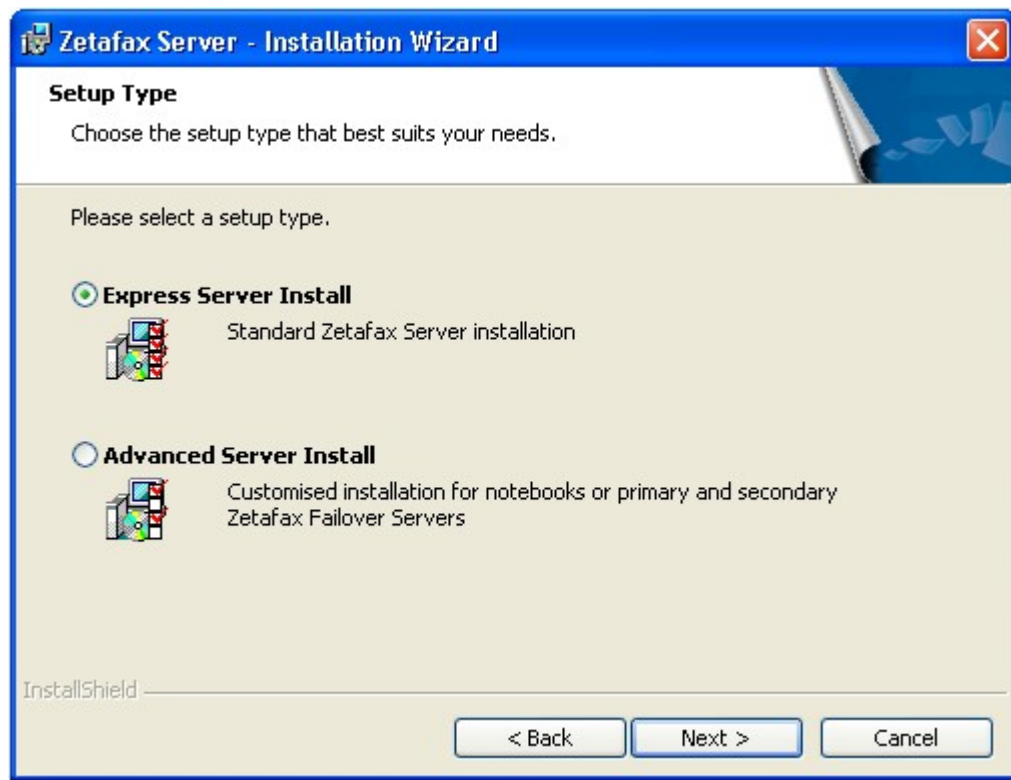 Zetafax Server - Installation Wizard
Setup Type
Choose the setup type that best suits your needs.
Please select a setup type.
Express Server Install
Standard Zetafax Server installation
Advanced Server Install
Customised installation for notebooks or primary and secondary
Zetafax Failover Servers
InstallShield
< Back
Next >
Cancel